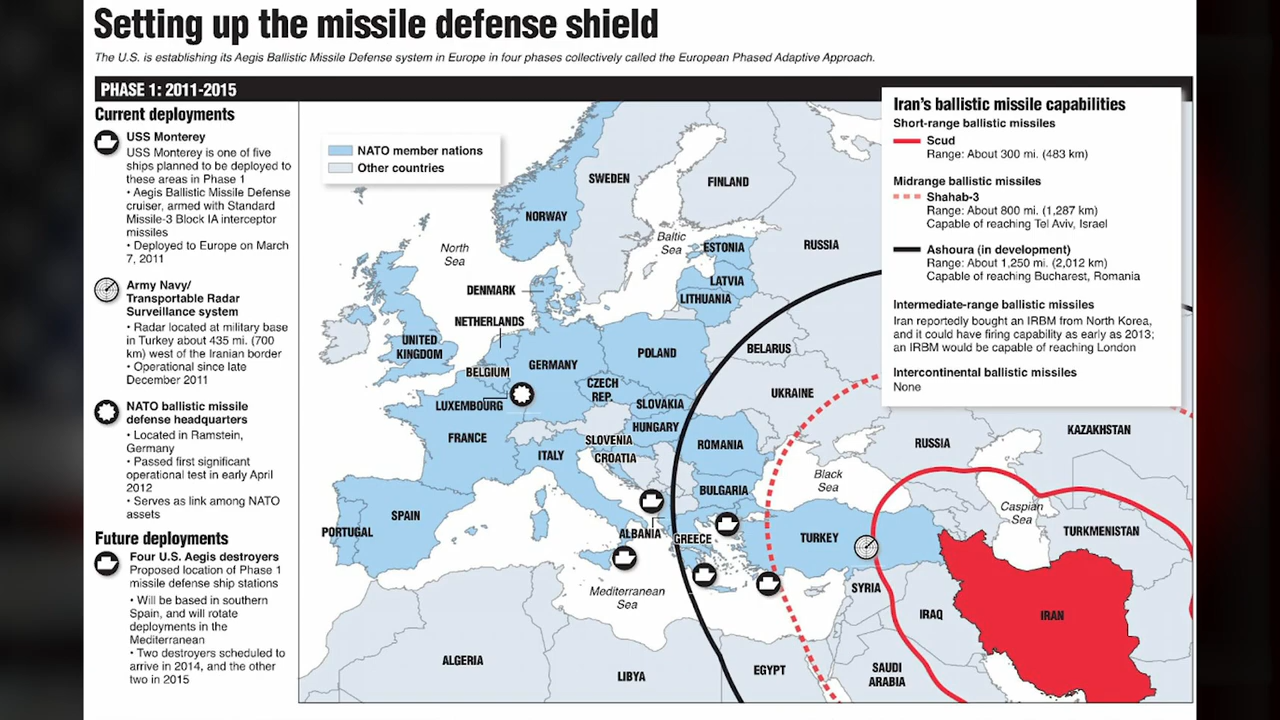 Setting up the missile defense shield
The U.S. is establishing its Aegis Ballistic Missile Defense system in Europe in four phases collectively called the European Phased Adaptive Approach.
PHASE 1: 2011-2015
Current deployments
USS Monterey
USS Monterey is one of five
ships planned to be deployed to
these areas in Phase 1
• Aegis Ballistic Missile Defense
cruiser, armed with Standard
Missile-3 Block IA interceptor
missiles
• Deployed to Europe on March
7, 2011
Army Navy/
Transportable Radar
Surveillance system
• Radar located at military base
in Turkey about 435 mi. (700
km) west of the Iranian border
• Operational since late
December 2011
NATO ballistic missile
defense headquarters
• Located in Ramstein,
Germany
• Passed first significant
operational test in early April
2012
• Serves as link among NATO
assets
Future deployments
Four U.S. Aegis destroyers
Proposed location of Phase 1
missile defense ship stations
• Will be based in southern
Spain, and will rotate
deployments in the
Mediterranean
• Two destroyers scheduled to
arrive in 2014, and the other
two in 2015
NATO member nations
Other countries
Iran's ballistic missile capabilities
Short-range ballistic missiles
Scud
Range: About 300 mi. (483 km)
Midrange ballistic missiles
Shahab-3
Range: About 800 mi. (1,287 km)
Capable of reaching Tel Aviv, Israel
Ashoura (in development)
Range: About 1,250 mi. (2,012 km)
Capable of reaching Bucharest, Romania
Intermediate-range ballistic missiles
Iran reportedly bought an IRBM from North Korea,
and it could have firing capability as early as 2013;
an IRBM would be capable of reaching London
Intercontinental ballistic missiles
None
SWEDEN
FINLAND
NORWAY
RUSSIA
North
Sea
Baltic
Sea
ESTONIA
LATVIA
LITHUANIA
DENMARK
NETHERLANDS
UNITED
KINGDOM
BELARUS
POLAND
GERMANY
BELGIUM
CZECH
REP.
UKRAINE
LUXEMBOURG
SLOVAKIA
HUNGARY
FRANCE
SLOVENIA
ROMANIA
RUSSIA
KAZAKHSTAN
ITALY
CROATIA
Black
Sea
BULGARIA
Caspian
Sea
SPAIN
PORTUGAL
ALBANIA
GREECE
TURKEY
TURKMENISTAN
Mediterranean
Sea
SYRIA
IRAQ
IRAN
ALGERIA
LIBYA
EGYPT
SAUDI
ARABIA